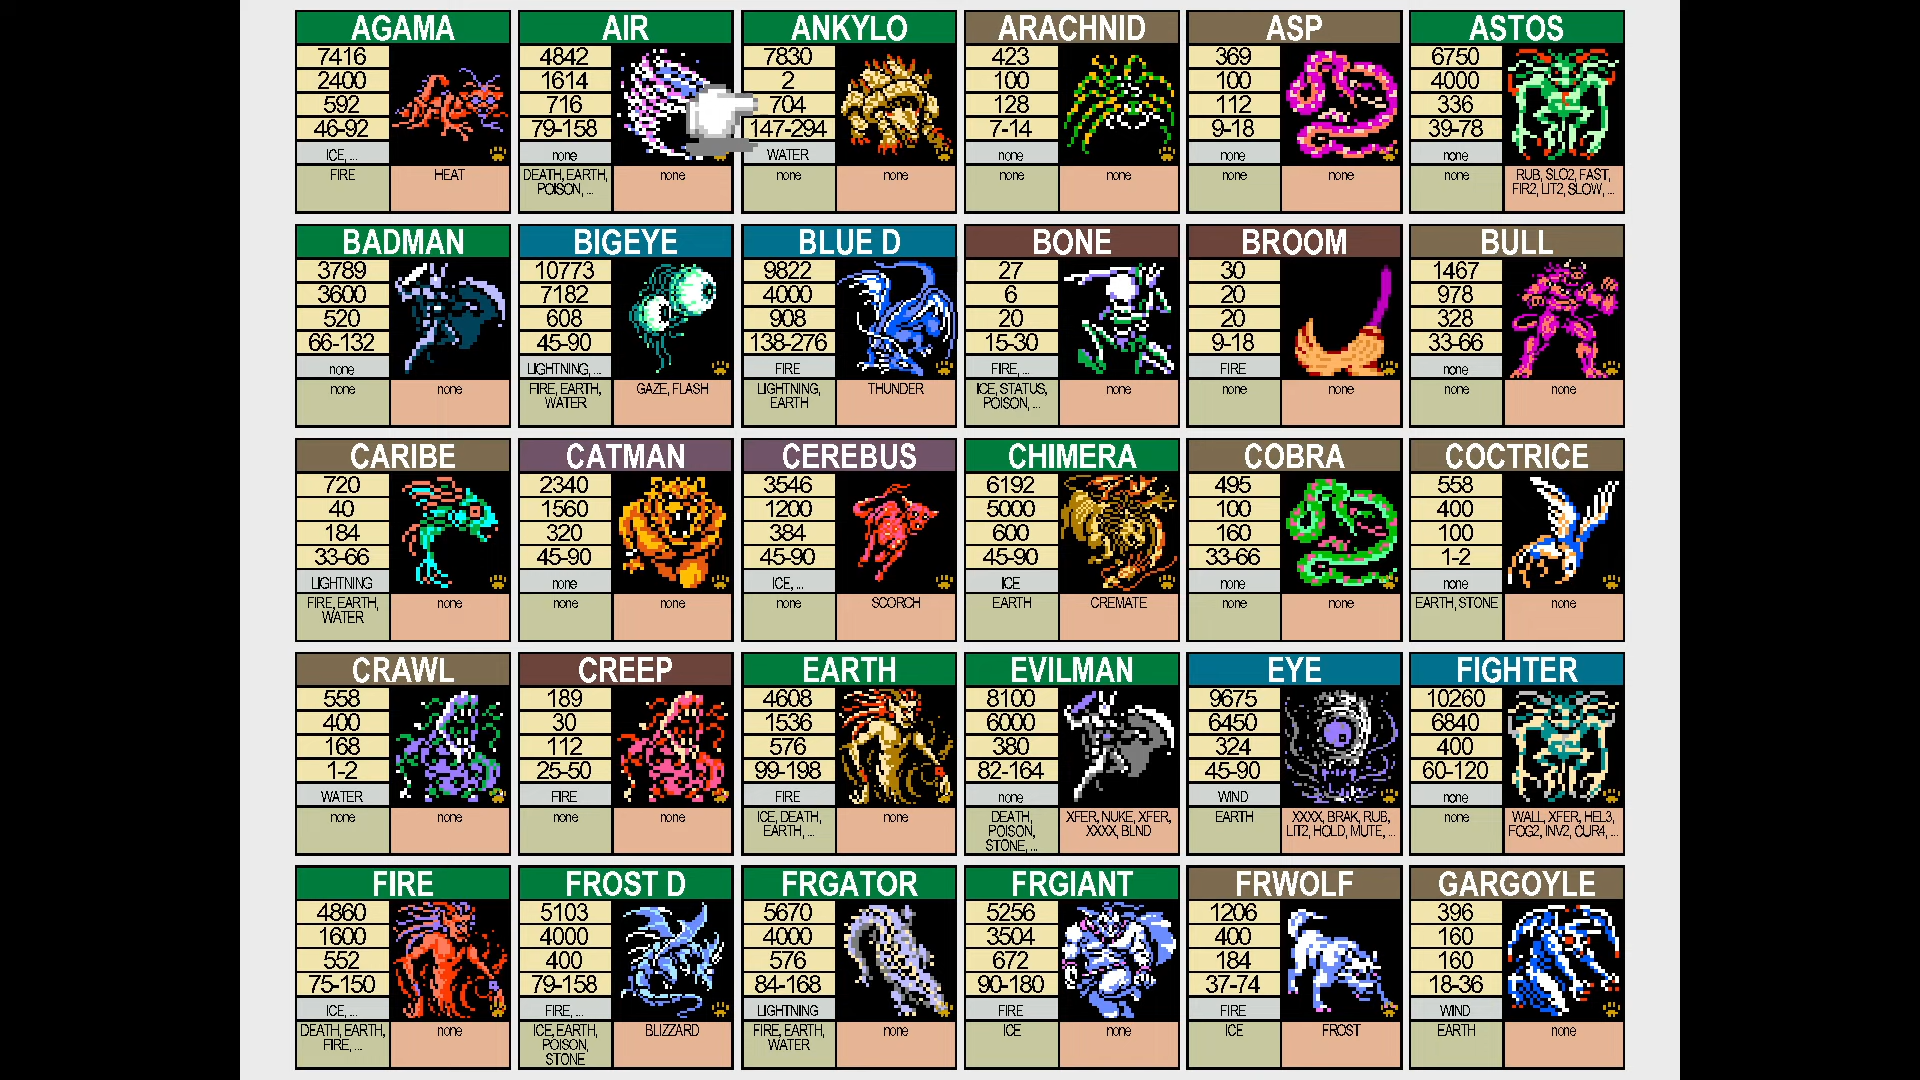 AGAMA
7416
2400
592
46-92
ICE, ...
FIRE
HEAT
AIR
4842
1614
716
79-158
none
DEATH, EARTH,
POISON, ...
none
ANKYLO
7830
2
704
147-294
WATER
none
none
ARACHNID
423
100
128
7-14
none
none
none
ASP
369
100
112
9-18
none
none
none
ASTOS
6750
4000
336
39-78
none
none
RUB, SLO2, FAST,
FIR2, LIT2, SLOW, ...
BADMAN
3789
3600
520
66-132
none
none
none
BIGEYE
10773
7182
608
45-90
LIGHTNING, ...
FIRE, EARTH,
WATER
GAZE, FLASH
BLUE D
9822
4000
908
138-276
FIRE
LIGHTNING,
EARTH
THUNDER
BONE
27
6
20
15-30
FIRE, ...
ICE, STATUS,
POISON, ...
none
BROOM
30
20
20
9-18
FIRE
none
none
BULL
1467
978
328
33-66
none
none
none
CARIBE
720
40
184
33-66
LIGHTNING
FIRE, EARTH,
WATER
none
CATMAN
2340
1560
320
45-90
none
none
none
CEREBUS
3546
1200
384
45-90
ICE, ...
none
SCORCH
CHIMERA
6192
5000
600
45-90
ICE
EARTH
CREMATE
COBRA
495
100
160
33-66
none
none
none
COCTRICE
558
400
100
1-2
none
EARTH, STONE
none
CRAWL
558
400
168
1-2
WATER
none
none
CREEP
189
30
112
25-50
FIRE
none
none
EARTH
4608
1536
576
99-198
FIRE
ICE, DEATH,
EARTH, ...
none
EVILMAN
8100
6000
380
82-164
none
DEATH,
POISON,
STONE, ...
XFER, NUKE, XFER,
XXXX, BLND
EYE
9675
6450
324
45-90
WIND
EARTH
XXXX, BRAK, RUB,
LIT2, HOLD, MUTE, ...
FIGHTER
10260
6840
400
60-120
none
none
WALL, XFER, HEL3,
FOG2, INV2, CUR4, ...
FIRE
4860
1600
552
75-150
ICE, ...
DEATH, EARTH,
FIRE, ...
none
FROST D
5103
4000
400
79-158
FIRE, ...
ICE, EARTH,
POISON,
STONE
BLIZZARD
FRGATOR
5670
4000
576
84-168
LIGHTNING
FIRE, EARTH,
WATER
none
FRGIANT
5256
3504
672
90-180
FIRE
ICE
none
FRWOLF
1206
400
184
37-74
FIRE
ICE
FROST
GARGOYLE
396
160
160
18-36
WIND
EARTH
none